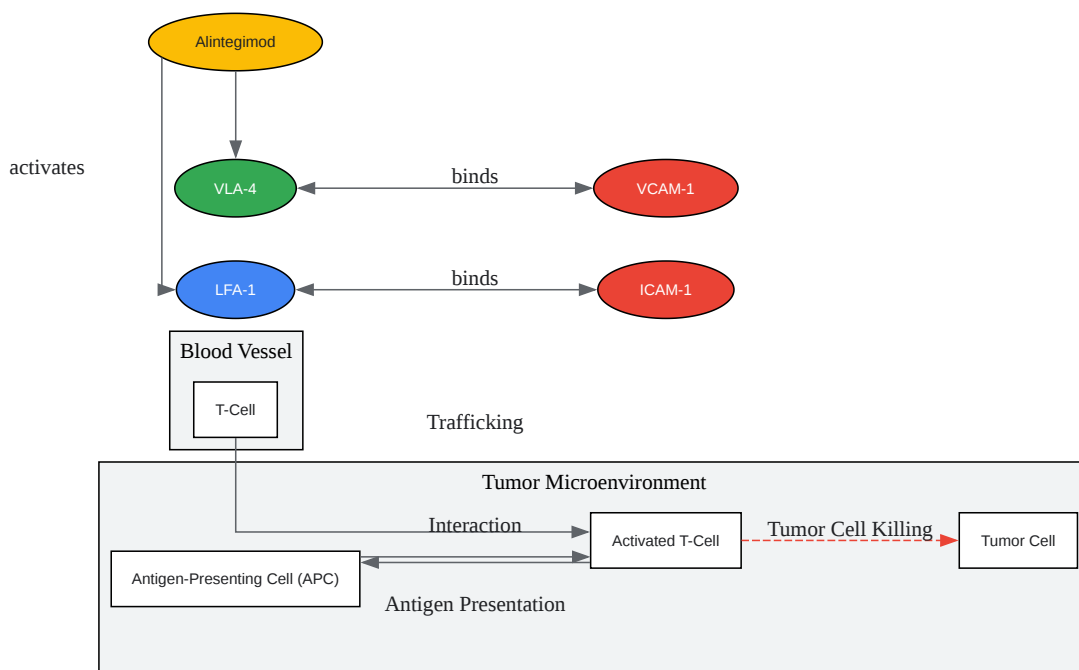 Alintegimod
activates
VLA-4
binds
VCAM-1
LFA-1
binds
ICAM-1
Blood Vessel
T-Cell
Trafficking
Tumor Microenvironment
Interaction
Activated T-Cell
Tumor Cell Killing
Tumor Cell
Antigen-Presenting Cell (APC)
Antigen Presentation